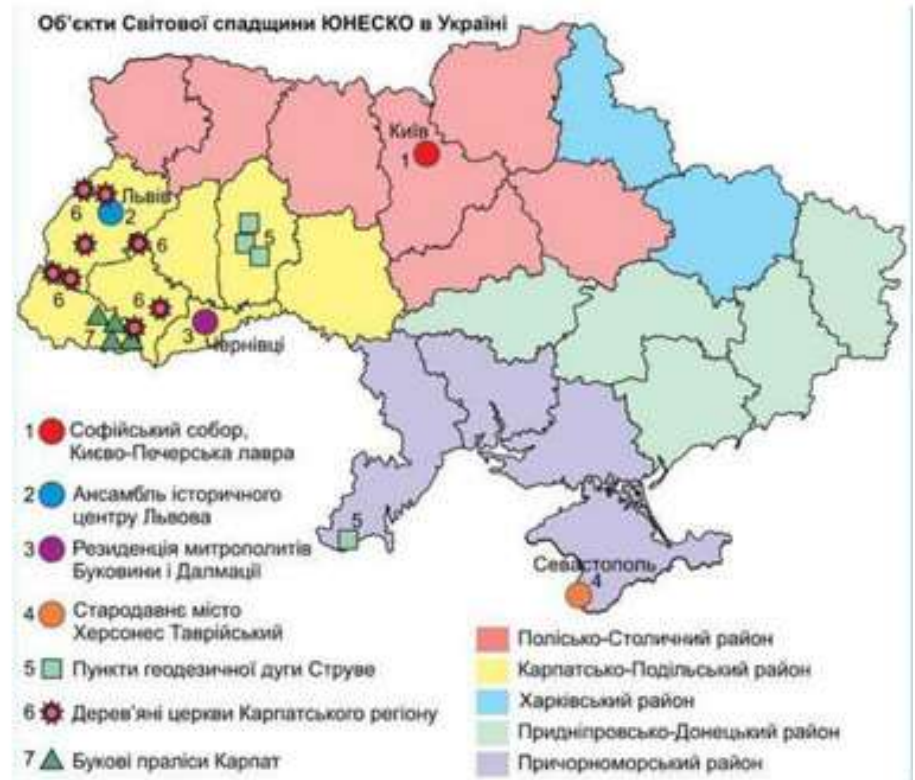 Об'єкти Світової спадщини ЮНЕСКО в Україні
Київ
1
Львів
6
2
6
5
6
6
7
3
Чернівці
5
Севастополь
4
1 Софійський собор,
Києво-Печерська лавра
2 Ансамбль історичного
центру Львова
3 Резиденція митрополитів
Буковини і Далмації
4 Стародавнє місто
Херсонес Таврійський
5 Пункти геодезичної дуги Струве
6 Дерев'яні церкви Карпатського регіону
7 Букові праліси Карпат
Полісько-Столичний район
Карпатсько-Подільський район
Харківський район
Придніпровсько-Донецький район
Причорноморський район